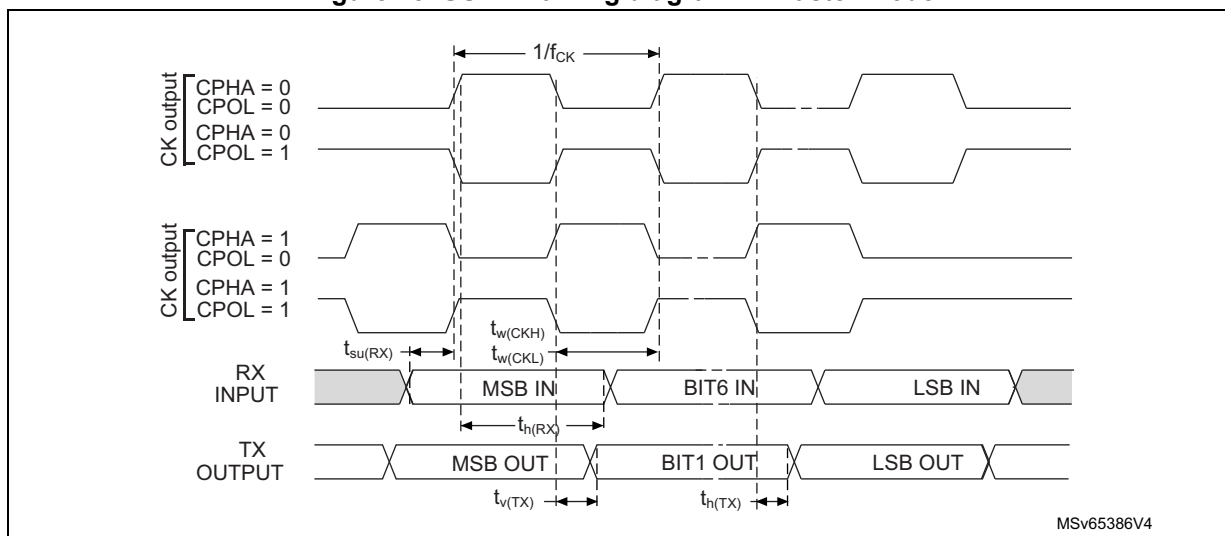 1/fCK
CK output
CPHA = 0
CPOL = 0
CPHA = 0
CPOL = 1
CK output
CPHA = 1
CPOL = 0
CPHA = 1
CPOL = 1
tw(CKH)
tw(CKL)
tsu(RX)
RX
INPUT
MSB IN
BIT6 IN
LSB IN
th(RX)
TX
OUTPUT
MSB OUT
BIT1 OUT
LSB OUT
tv(TX)
th(TX)
MSv65386V4